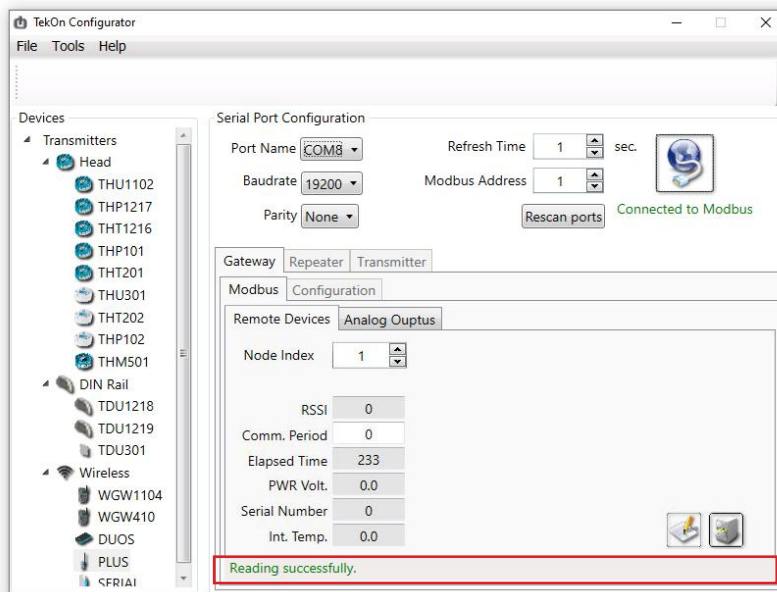 TekOn Configurator
File Tools Help
Devices
Transmitters
Head
THU1102
THP1217
THT1216
THP101
THT201
THU301
THT202
THP102
THM501
DIN Rail
TDU1218
TDU1219
TDU301
Wireless
WGW1104
WGW410
DUOS
PLUS
SERIAL
Serial Port Configuration
Port Name COM8 Refresh Time 1 sec.
Baudrate 19200 Modbus Address 1
Parity None Rescan ports Connected to Modbus
Gateway Repeater Transmitter
Modbus Configuration
Remote Devices Analog Ouptus
Node Index 1
RSSI 0
Comm. Period 0
Elapsed Time 233
PWR Volt. 0.0
Serial Number 0
Int. Temp. 0.0
Reading successfully.